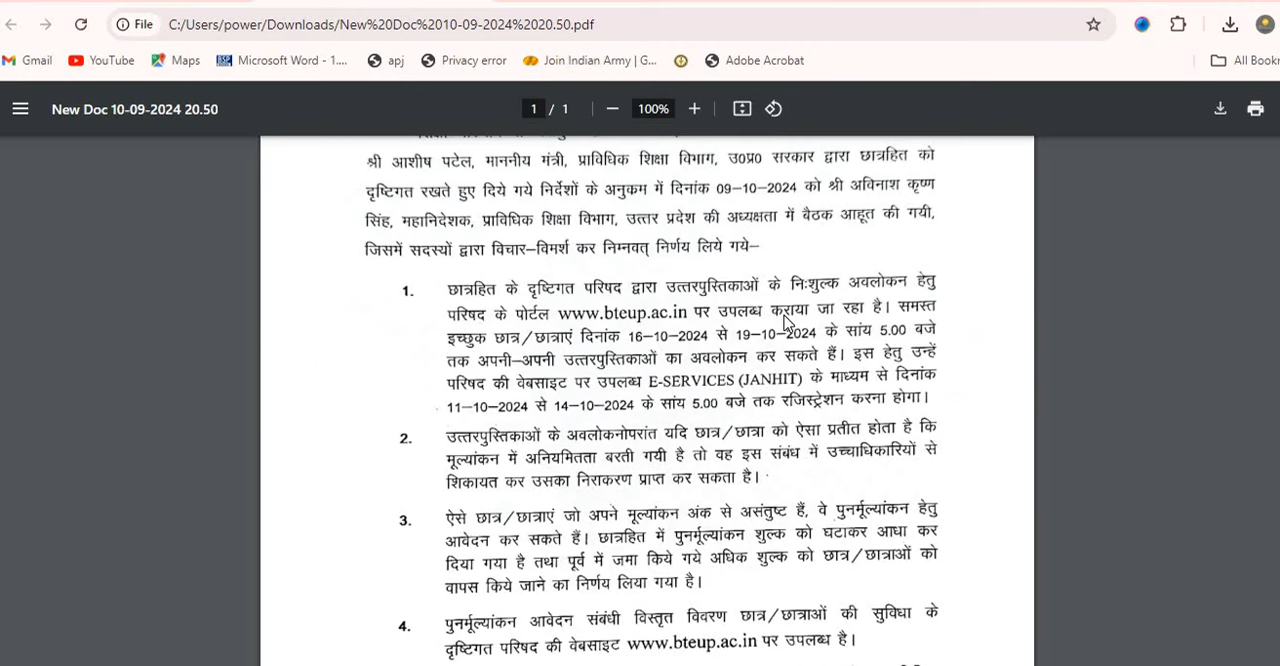 File C:/Users/power/Downloads/New%20Doc%2010-09-2024%2020.50.pdf
Gmail YouTube Maps Microsoft Word - 1.... apj Privacy error Join Indian Army | G... Adobe Acrobat All Bookr
New Doc 10-09-2024 20.50 1 / 1 100%
श्री आशीष पटेल, माननीय मंत्री, प्राविधिक शिक्षा विभाग, उ०प्र० सरकार द्वारा छात्रहित को
दृष्टिगत रखते हुए दिये गये निर्देशों के अनुक्रम में दिनांक 09-10-2024 को श्री अविनाश कृष्ण
सिंह, महानिदेशक, प्राविधिक शिक्षा विभाग, उत्तर प्रदेश की अध्यक्षता में बैठक आहूत की गयी,
जिसमें सदस्यों द्वारा विचार-विमर्श कर निम्नवत् निर्णय लिये गये-
1. छात्रहित के दृष्टिगत परिषद द्वारा उत्तरपुस्तिकाओं के निःशुल्क अवलोकन हेतु
परिषद के पोर्टल www.bteup.ac.in पर उपलब्ध कराया जा रहा है। समस्त
इच्छुक छात्र/छात्राएं दिनांक 16-10-2024 से 19-10-2024 के सांय 5.00 बजे
तक अपनी-अपनी उत्तरपुस्तिकाओं का अवलोकन कर सकते हैं। इस हेतु उन्हें
परिषद की वेबसाइट पर उपलब्ध E-SERVICES (JANHIT) के माध्यम से दिनांक
11-10-2024 से 14-10-2024 के सांय 5.00 बजे तक रजिस्ट्रेशन करना होगा।
2. उत्तरपुस्तिकाओं के अवलोकनोपरांत यदि छात्र/छात्रा को ऐसा प्रतीत होता है कि
मूल्यांकन में अनियमितता बरती गयी है तो वह इस संबंध में उच्चाधिकारियों से
शिकायत कर उसका निराकरण प्राप्त कर सकता है।
3. ऐसे छात्र/छात्राएं जो अपने मूल्यांकन अंक से असंतुष्ट हैं, वे पुनर्मूल्यांकन हेतु
आवेदन कर सकते हैं। छात्रहित में पुनर्मूल्यांकन शुल्क को घटाकर आधा कर
दिया गया है तथा पूर्व में जमा किये गये अधिक शुल्क को छात्र/छात्राओं को
वापस किये जाने का निर्णय लिया गया है।
4. पुनर्मूल्यांकन आवेदन संबंधी विस्तृत विवरण छात्र/छात्राओं की सुविधा के
दृष्टिगत परिषद की वेबसाइट www.bteup.ac.in पर उपलब्ध है।